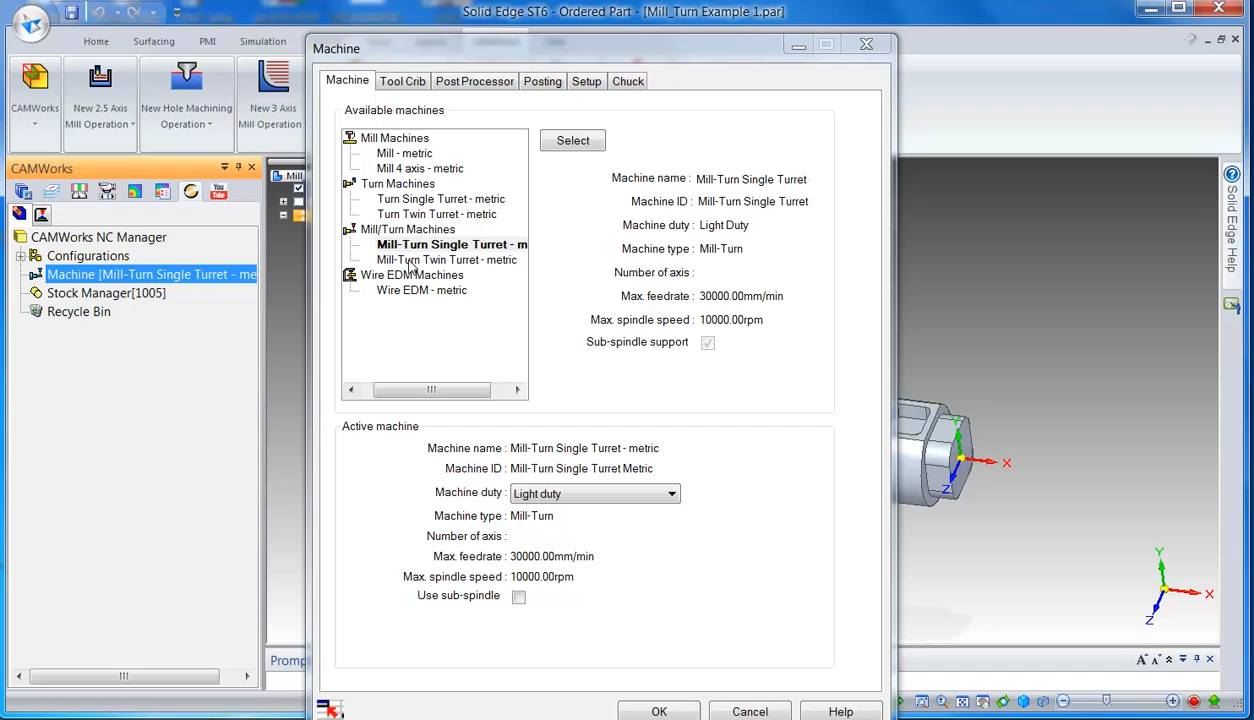 Solid Edge ST6 - Ordered Part - [Mill_Turn Example 1.par]
Home
Surfacing
PMI
Simulation
CAMWorks
New 2.5 Axis
Mill Operation
New Hole Machining
Operation
New 3 Axis
Mill Operation
CAMWorks
You
Tube
CAMWorks NC Manager
Configurations
Machine [Mill-Turn Single Turret - me
Stock Manager[1005]
Recycle Bin
Mill_
Machine
Machine
Tool Crib
Post Processor
Posting
Setup
Chuck
Available machines
Mill Machines
Mill - metric
Mill 4 axis - metric
Turn Machines
Turn Single Turret - metric
Turn Twin Turret - metric
Mill/Turn Machines
Mill-Turn Single Turret - m
Mill-Turn Twin Turret - metric
Wire EDM Machines
Wire EDM - metric
Select
Machine name : Mill-Turn Single Turret
Machine ID : Mill-Turn Single Turret
Machine duty : Light Duty
Machine type : Mill-Turn
Number of axis :
Max. feedrate : 30000.00mm/min
Max. spindle speed : 10000.00rpm
Sub-spindle support :
Active machine
Machine name : Mill-Turn Single Turret - metric
Machine ID : Mill-Turn Single Turret Metric
Machine duty : Light duty
Machine type : Mill-Turn
Number of axis :
Max. feedrate : 30000.00mm/min
Max. spindle speed : 10000.00rpm
Use sub-spindle :
OK
Cancel
Help
Promp
Solid Edge Help
Y
X
Z
Y
X
Z